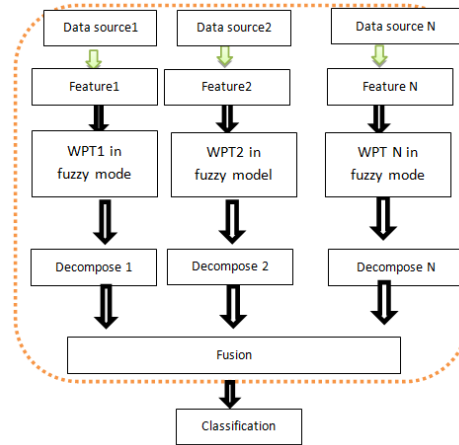 Data source1
Data source2
Data source N
Feature1
Feature2
Feature N
WPT1 in
fuzzy mode
WPT2 in
fuzzy model
WPT N in
fuzzy mode
Decompose 1
Decompose 2
Decompose N
Fusion
Classification